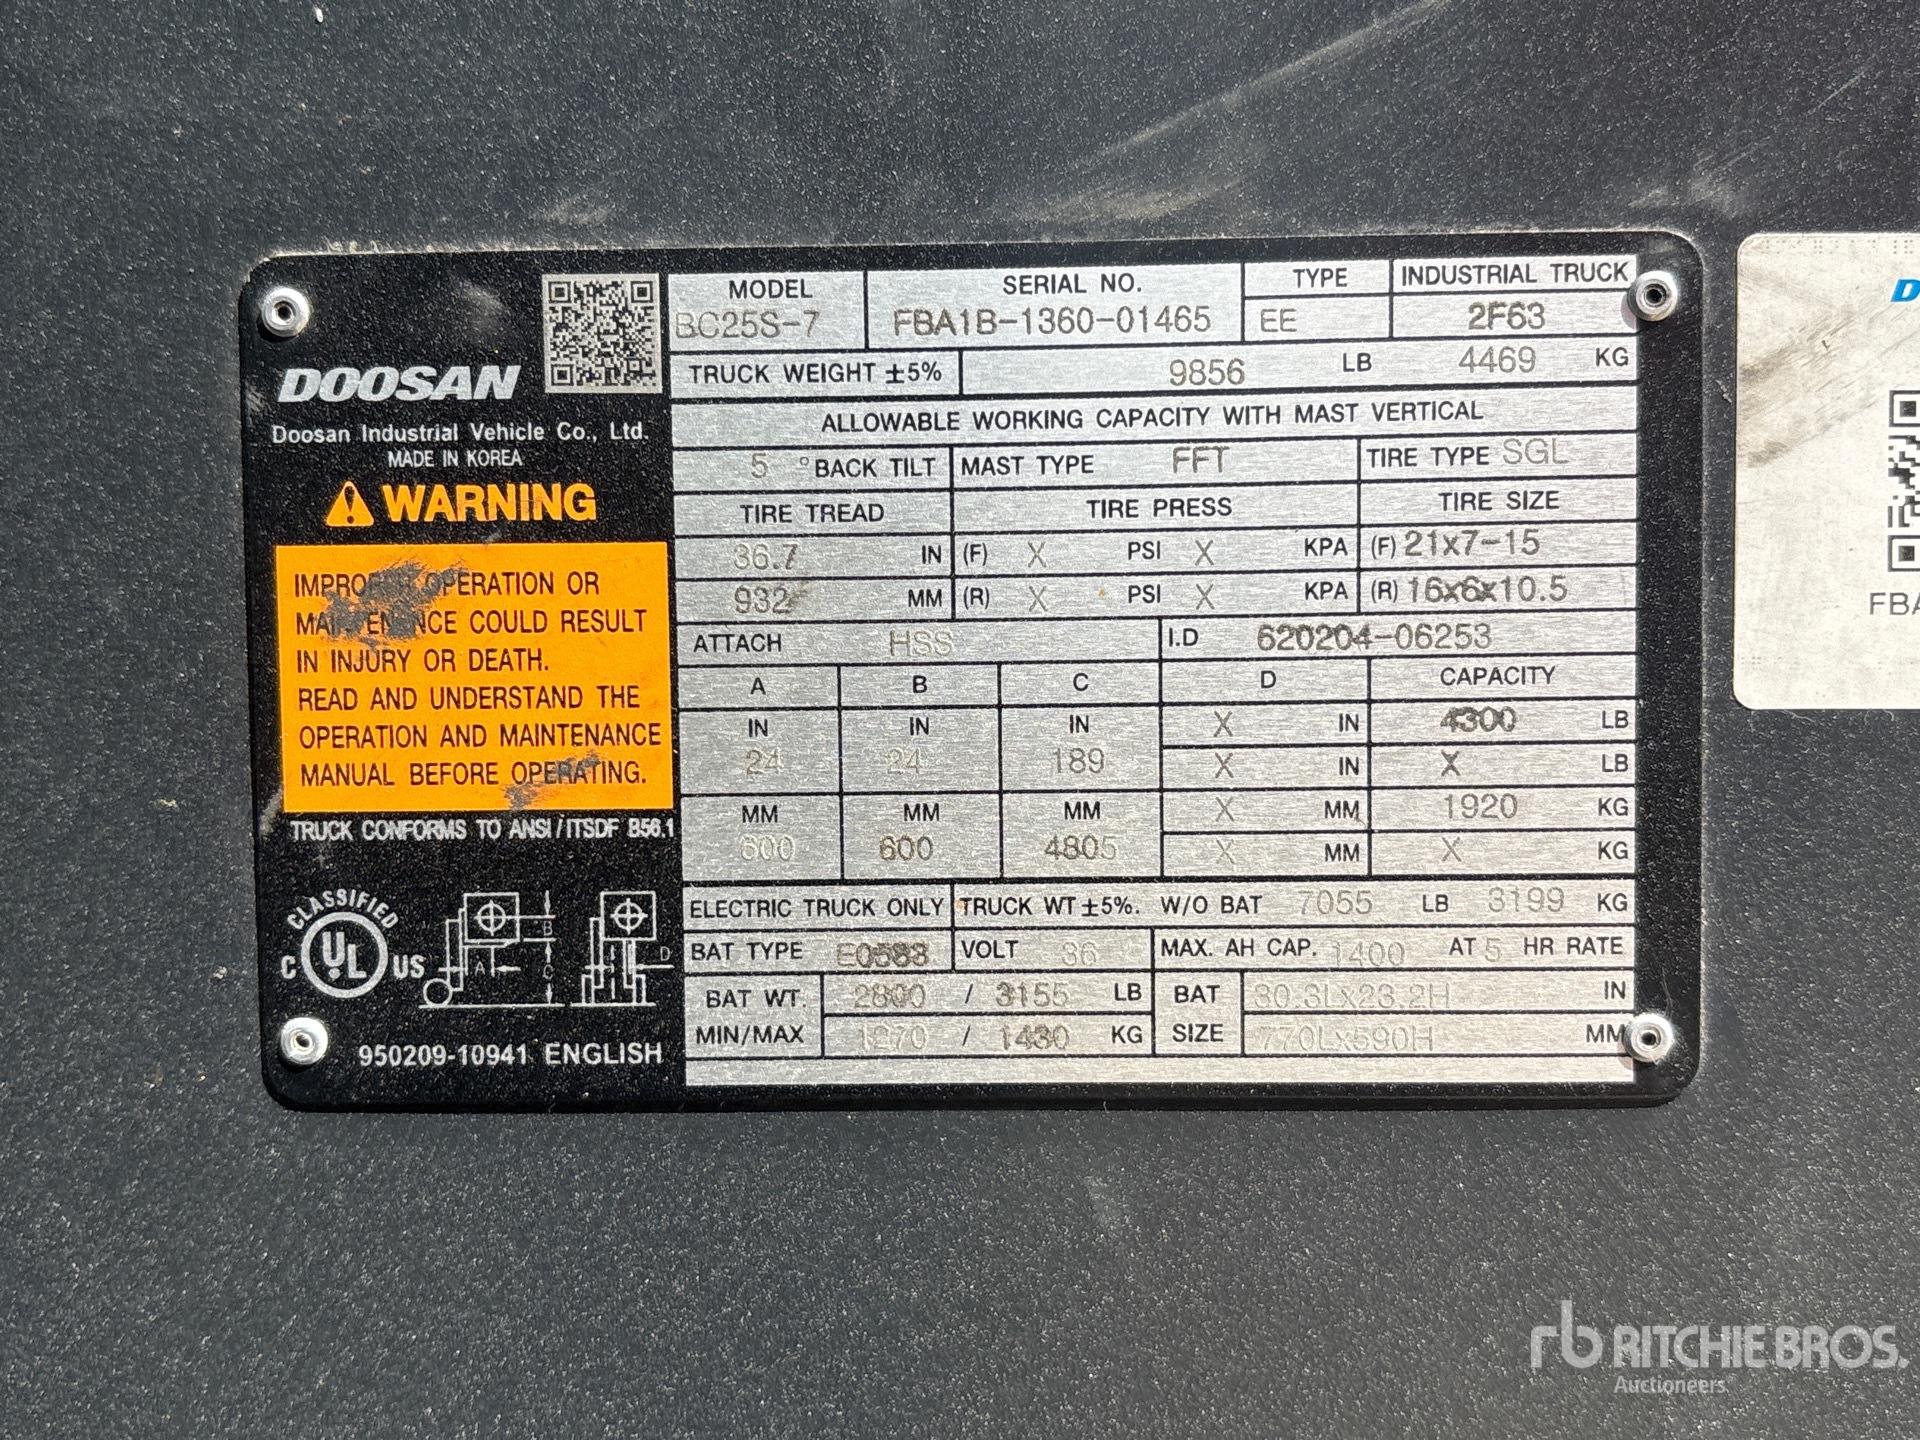 DOOSAN
Doosan Industrial Vehicle Co., Ltd.
MADE IN KOREA
WARNING
IMPROPER OPERATION OR
MAINTENANCE COULD RESULT
IN INJURY OR DEATH.
READ AND UNDERSTAND THE
OPERATION AND MAINTENANCE
MANUAL BEFORE OPERATING.
TRUCK CONFORMS TO ANSI/ITSDF B56.1
CLASSIFIED
C UL US
A B C D
950209-10941 ENGLISH
MODEL SERIAL NO. TYPE INDUSTRIAL TRUCK
BC25S-7 FBA1B-1360-01465 EE 2F63
TRUCK WEIGHT ±5% 9856 LB 4469 KG
ALLOWABLE WORKING CAPACITY WITH MAST VERTICAL
5 °BACK TILT MAST TYPE FFT TIRE TYPE SGL
TIRE TREAD TIRE PRESS TIRE SIZE
36.7 IN (F) X PSI X KPA (F) 21x7-15
932 MM (R) X PSI X KPA (R) 16x6x10.5
ATTACH HSS I.D 620204-06253
A B C D CAPACITY
IN IN IN X IN 4300 LB
24 24 189 X IN X LB
MM MM MM X MM 1920 KG
600 600 4805 X MM X KG
ELECTRIC TRUCK ONLY TRUCK WT ±5%. W/O BAT 7055 LB 3199 KG
BAT TYPE E0583 VOLT 36 MAX. AH CAP. 1400 AT 5 HR RATE
BAT WT. 2800 / 3155 LB BAT 30.3Lx23.2H IN
MIN/MAX 1270 / 1430 KG SIZE 770Lx590H MM
D
FBA
rb RITCHIE BROS.
Auctioneers